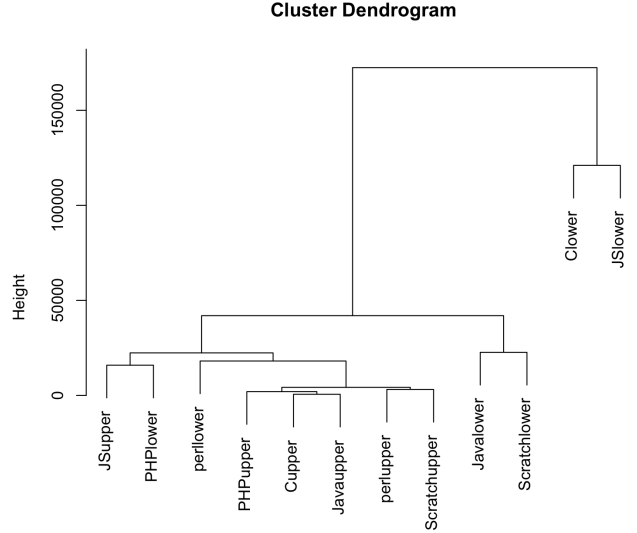 Cluster Dendrogram
Height
150000
100000
50000
0
JSupper
PHPlower
perllower
PHPupper
Cupper
Javaupper
perlupper
Scratchupper
Javalower
Scratchlower
Clower
JSlower